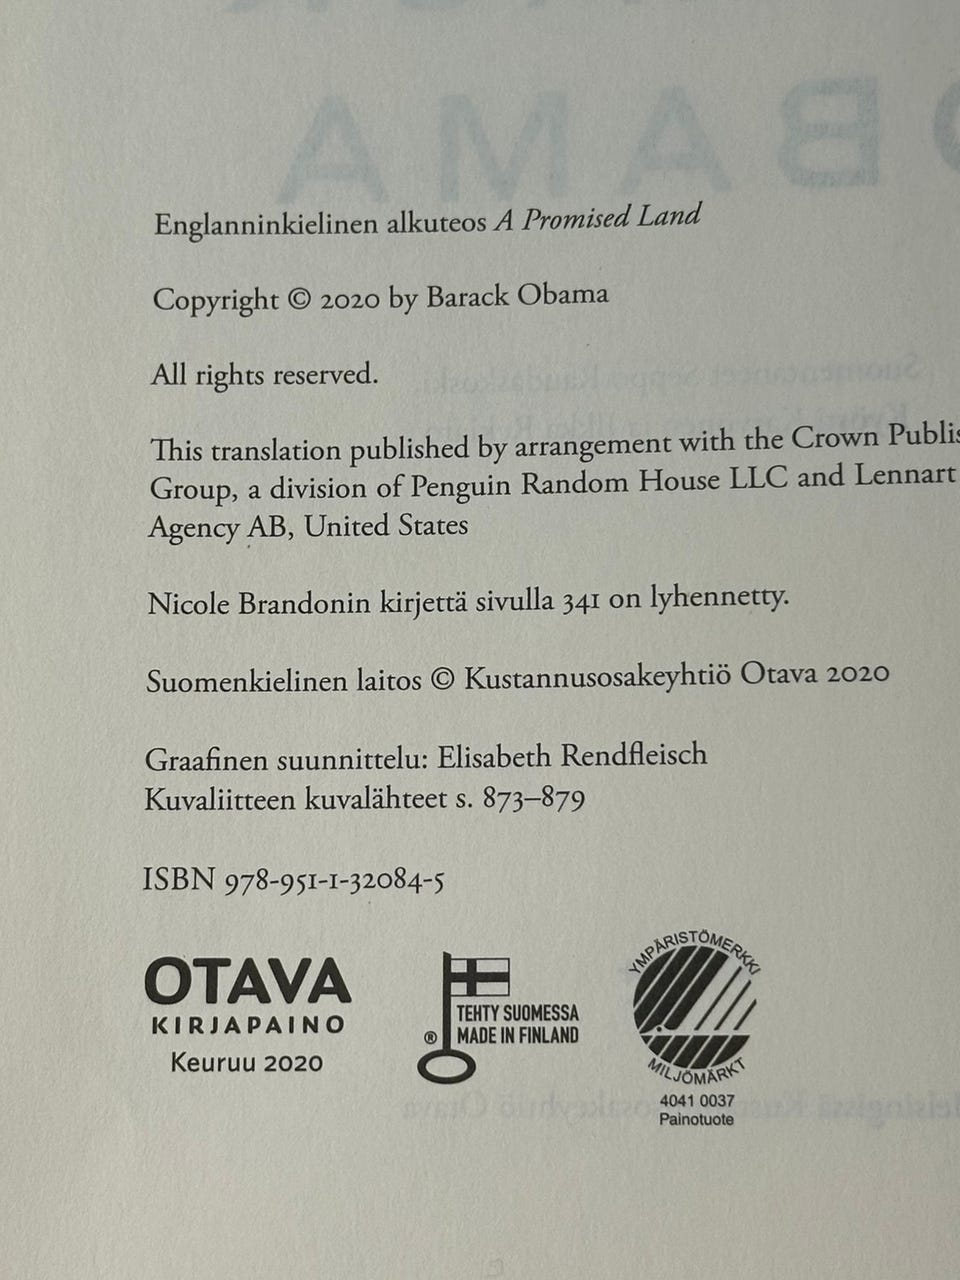 Englanninkielinen alkuteos A Promised Land
Copyright © 2020 by Barack Obama
All rights reserved.
This translation published by arrangement with the Crown Publis
Group, a division of Penguin Random House LLC and Lennart
Agency AB, United States
Nicole Brandonin kirjettä sivulla 341 on lyhennetty.
Suomenkielinen laitos © Kustannusosakeyhtiö Otava 2020
Graafinen suunnittelu: Elisabeth Rendfleisch
Kuvaliitteen kuvalähteet s. 873–879
ISBN 978-951-1-32084-5
OTAVA
KIRJAPAINO
Keuruu 2020
TEHTY SUOMESSA
® MADE IN FINLAND
YMPÄRISTÖMERKKI
MILJÖMÄRKT
4041 0037
Painotuote